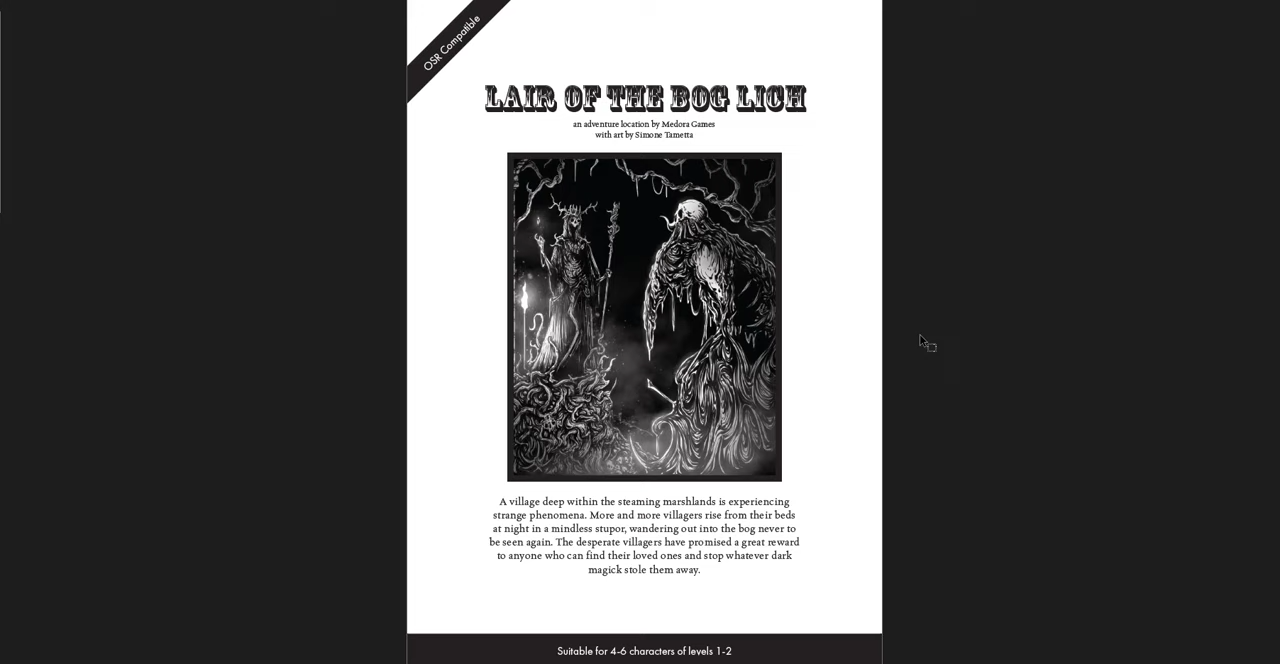 OSR Compatible
LAIR OF THE BOG LICH
an adventure location by Medora Games
with art by Simone Tametta
A village deep within the steaming marshlands is experiencing
strange phenomena. More and more villagers rise from their beds
at night in a mindless stupor, wandering out into the bog never to
be seen again. The desperate villagers have promised a great reward
to anyone who can find their loved ones and stop whatever dark
magick stole them away.
Suitable for 4-6 characters of levels 1-2